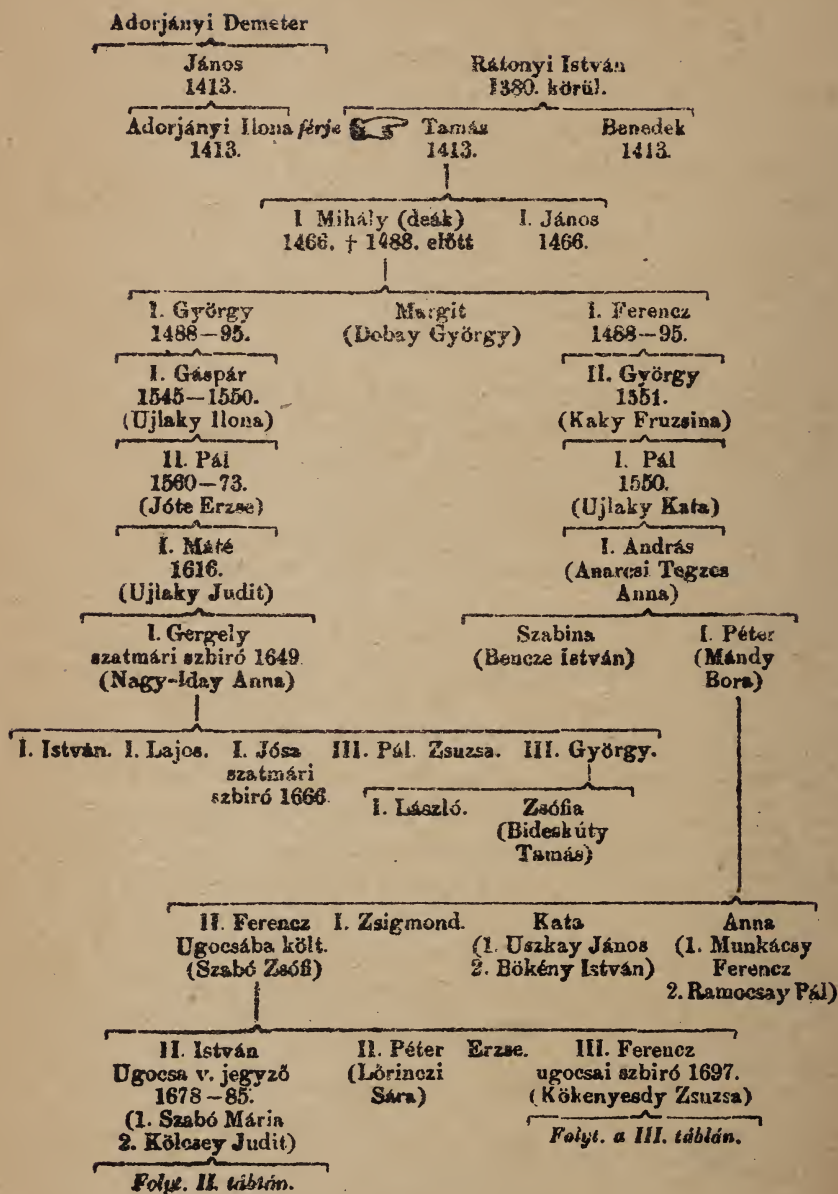 Adorjányi Demeter
János Rátonyi István
1413. 1380. körül.
Adorjányi Ilona férje Tamás Benedek
1413. 1413. 1413.
I Mihály (deák) I. János
1466. † 1488. előtt 1466.
I. György Margit I. Ferencz
1488–95. (Dobay György) 1488–95.
I. Gáspár II. György
1545–1550. 1551.
(Ujlaky Ilona) (Kaky Fruzsina)
II. Pál I. Pál
1560–73. 1550.
(Jóte Erzse) (Ujlaky Kata)
I. Máté I. András
1616. (Anarcsi Tegzes
(Ujlaky Judit) Anna)
I. Gergely Szabina I. Péter
szatmári szbiró 1649. (Bencze István) (Mándy
(Nagy-Iday Anna) Bora)
I. István. I. Lajos. I. Jósa III. Pál. Zsuzsa. III. György.
szatmári
szbiró 1666. I. László. Zsófia
(Bideskúty
Tamás)
II. Ferencz I. Zsigmond. Kata Anna
Ugocsába költ. (1. Uszkay János (1. Munkácsy
(Szabó Zsófi) 2. Bökény István) Ferencz
2. Ramocsay Pál)
II. István II. Péter Erzse. III. Ferencz
Ugocsa v. jegyző (Lőrinczi ugocsai szbiró 1697.
1678–85. Sára) (Kökenyesdy Zsuzsa)
(1. Szabó Mária
2. Kölcsey Judit) Folyt. a III. táblán.
Folyt. II. táblán.